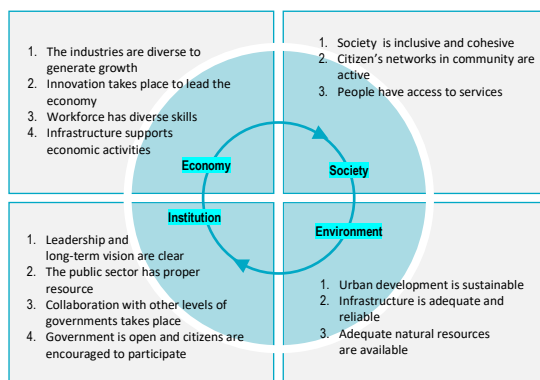 1. The industries are diverse to
generate growth
2. Innovation takes place to lead the
economy
3. Workforce has diverse skills
4. Infrastructure supports
economic activities
Economy
1. Society is inclusive and cohesive
2. Citizen's networks in community are
active
3. People have access to services
Society
Institution
1. Leadership and
long-term vision are clear
2. The public sector has proper
resource
3. Collaboration with other levels of
governments takes place
4. Government is open and citizens are
encouraged to participate
Environment
1. Urban development is sustainable
2. Infrastructure is adequate and
reliable
3. Adequate natural resources
are available